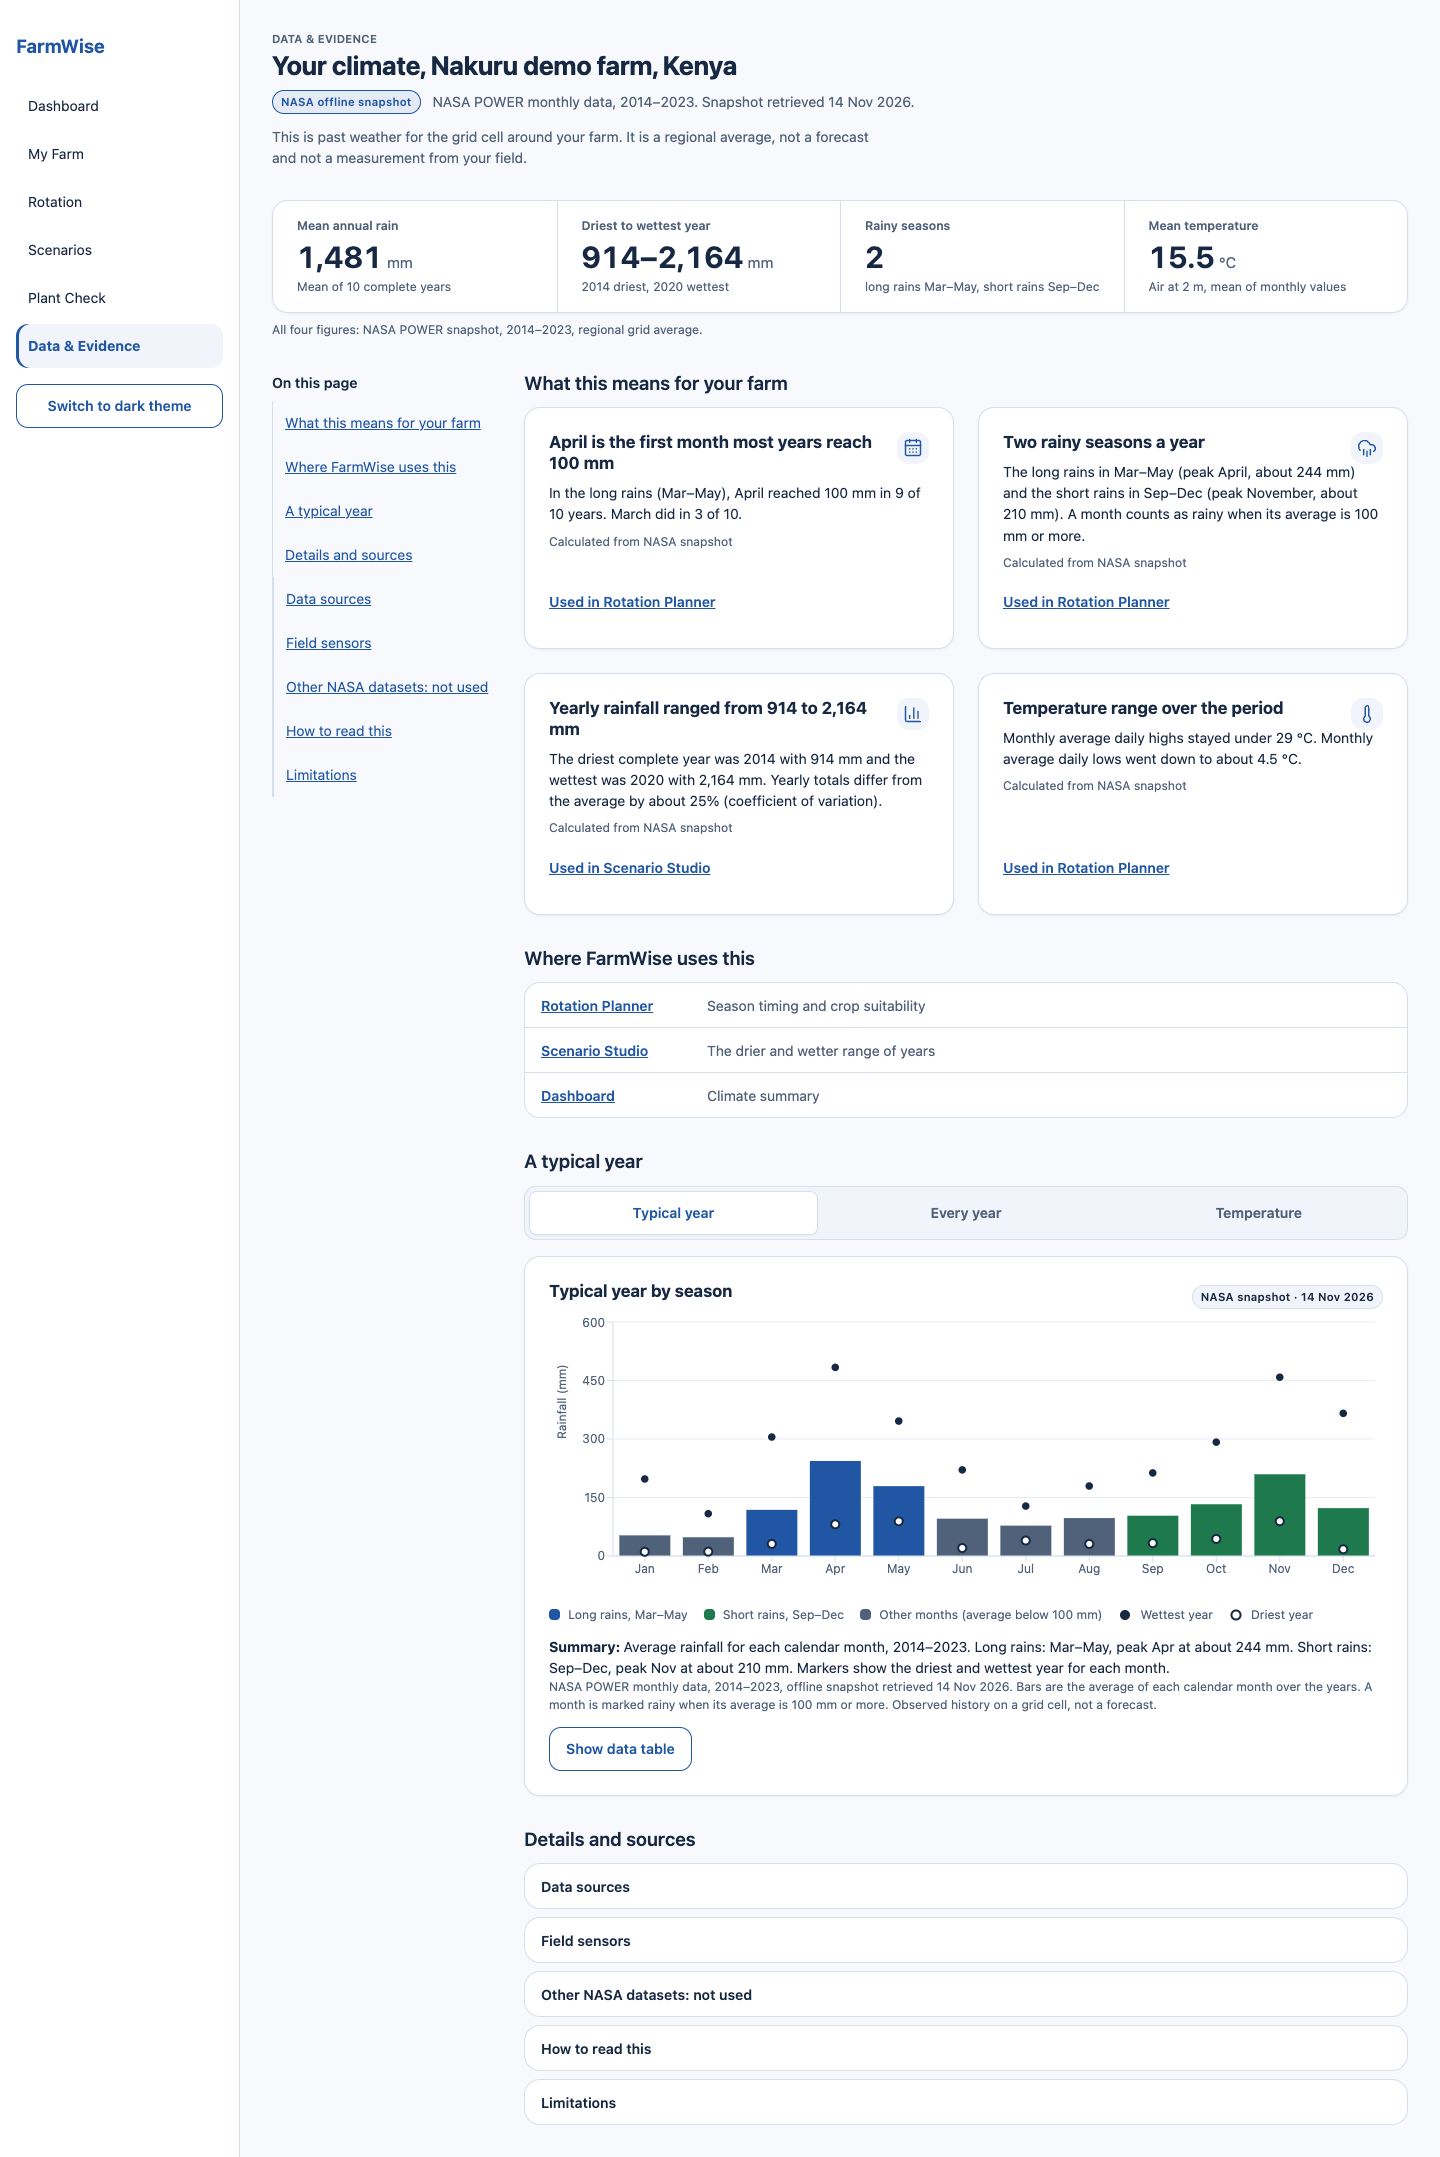 FarmWise
Dashboard
My Farm
Rotation
Scenarios
Plant Check
Data & Evidence
Switch to dark theme
DATA & EVIDENCE
Your climate, Nakuru demo farm, Kenya
NASA offline snapshot
NASA POWER monthly data, 2014–2023. Snapshot retrieved 14 Nov 2026.
This is past weather for the grid cell around your farm. It is a regional average, not a forecast
and not a measurement from your field.
Mean annual rain
1,481 mm
Mean of 10 complete years
Driest to wettest year
914–2,164 mm
2014 driest, 2020 wettest
Rainy seasons
2
long rains Mar–May, short rains Sep–Dec
Mean temperature
15.5 °C
Air at 2 m, mean of monthly values
All four figures: NASA POWER snapshot, 2014–2023, regional grid average.
On this page
What this means for your farm
Where FarmWise uses this
A typical year
Details and sources
Data sources
Field sensors
Other NASA datasets: not used
How to read this
Limitations
What this means for your farm
April is the first month most years reach
100 mm
In the long rains (Mar–May), April reached 100 mm in 9 of
10 years. March did in 3 of 10.
Calculated from NASA snapshot
Used in Rotation Planner
Two rainy seasons a year
The long rains in Mar–May (peak April, about 244 mm)
and the short rains in Sep–Dec (peak November, about
210 mm). A month counts as rainy when its average is 100
mm or more.
Calculated from NASA snapshot
Used in Rotation Planner
Yearly rainfall ranged from 914 to 2,164
mm
The driest complete year was 2014 with 914 mm and the
wettest was 2020 with 2,164 mm. Yearly totals differ from
the average by about 25% (coefficient of variation).
Calculated from NASA snapshot
Used in Scenario Studio
Temperature range over the period
Monthly average daily highs stayed under 29 °C. Monthly
average daily lows went down to about 4.5 °C.
Calculated from NASA snapshot
Used in Rotation Planner
Where FarmWise uses this
Rotation Planner
Season timing and crop suitability
Scenario Studio
The drier and wetter range of years
Dashboard
Climate summary
A typical year
Typical year
Every year
Temperature
Typical year by season
NASA snapshot · 14 Nov 2026
600
450
300
150
0
Rainfall (mm)
Jan
Feb
Mar
Apr
May
Jun
Jul
Aug
Sep
Oct
Nov
Dec
Long rains, Mar–May
Short rains, Sep–Dec
Other months (average below 100 mm)
Wettest year
Driest year
Summary: Average rainfall for each calendar month, 2014–2023. Long rains: Mar–May, peak Apr at about 244 mm. Short rains:
Sep–Dec, peak Nov at about 210 mm. Markers show the driest and wettest year for each month.
NASA POWER monthly data, 2014–2023, offline snapshot retrieved 14 Nov 2026. Bars are the average of each calendar month over the years. A
month is marked rainy when its average is 100 mm or more. Observed history on a grid cell, not a forecast.
Show data table
Details and sources
Data sources
Field sensors
Other NASA datasets: not used
How to read this
Limitations